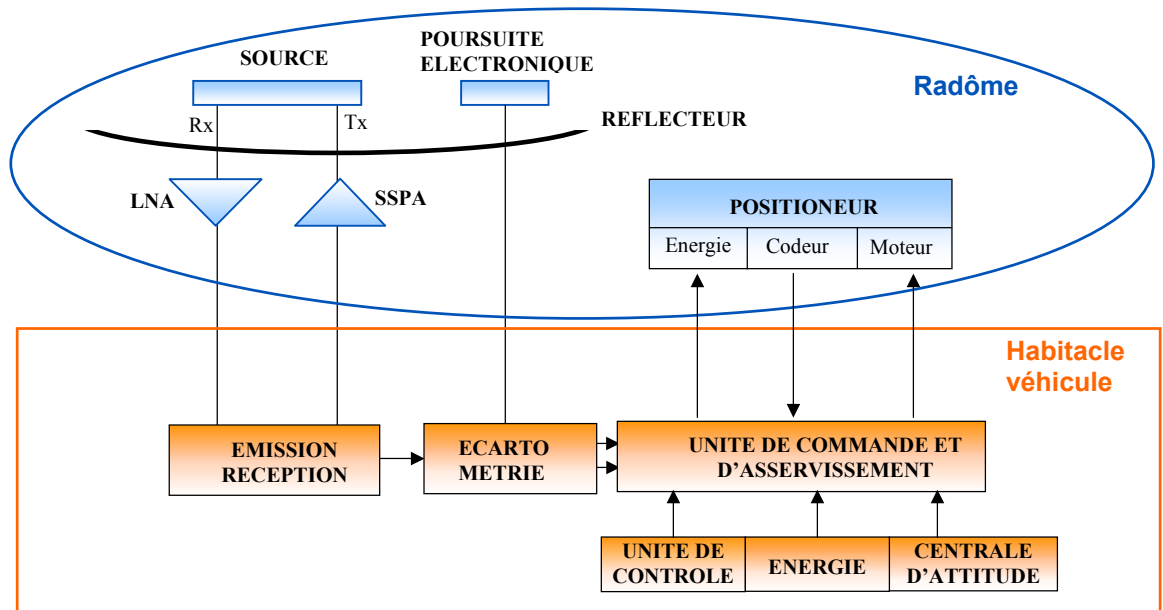 SOURCE
POURSUITE
ELECTRONIQUE
Radôme
Rx
Tx
REFLECTEUR
LNA
SSPA
POSITIONEUR
Energie
Codeur
Moteur
Habitacle
véhicule
EMISSION
RECEPTION
ECARTO
METRIE
UNITE DE COMMANDE ET
D'ASSERVISSEMENT
UNITE DE
CONTROLE
ENERGIE
CENTRALE
D'ATTITUDE